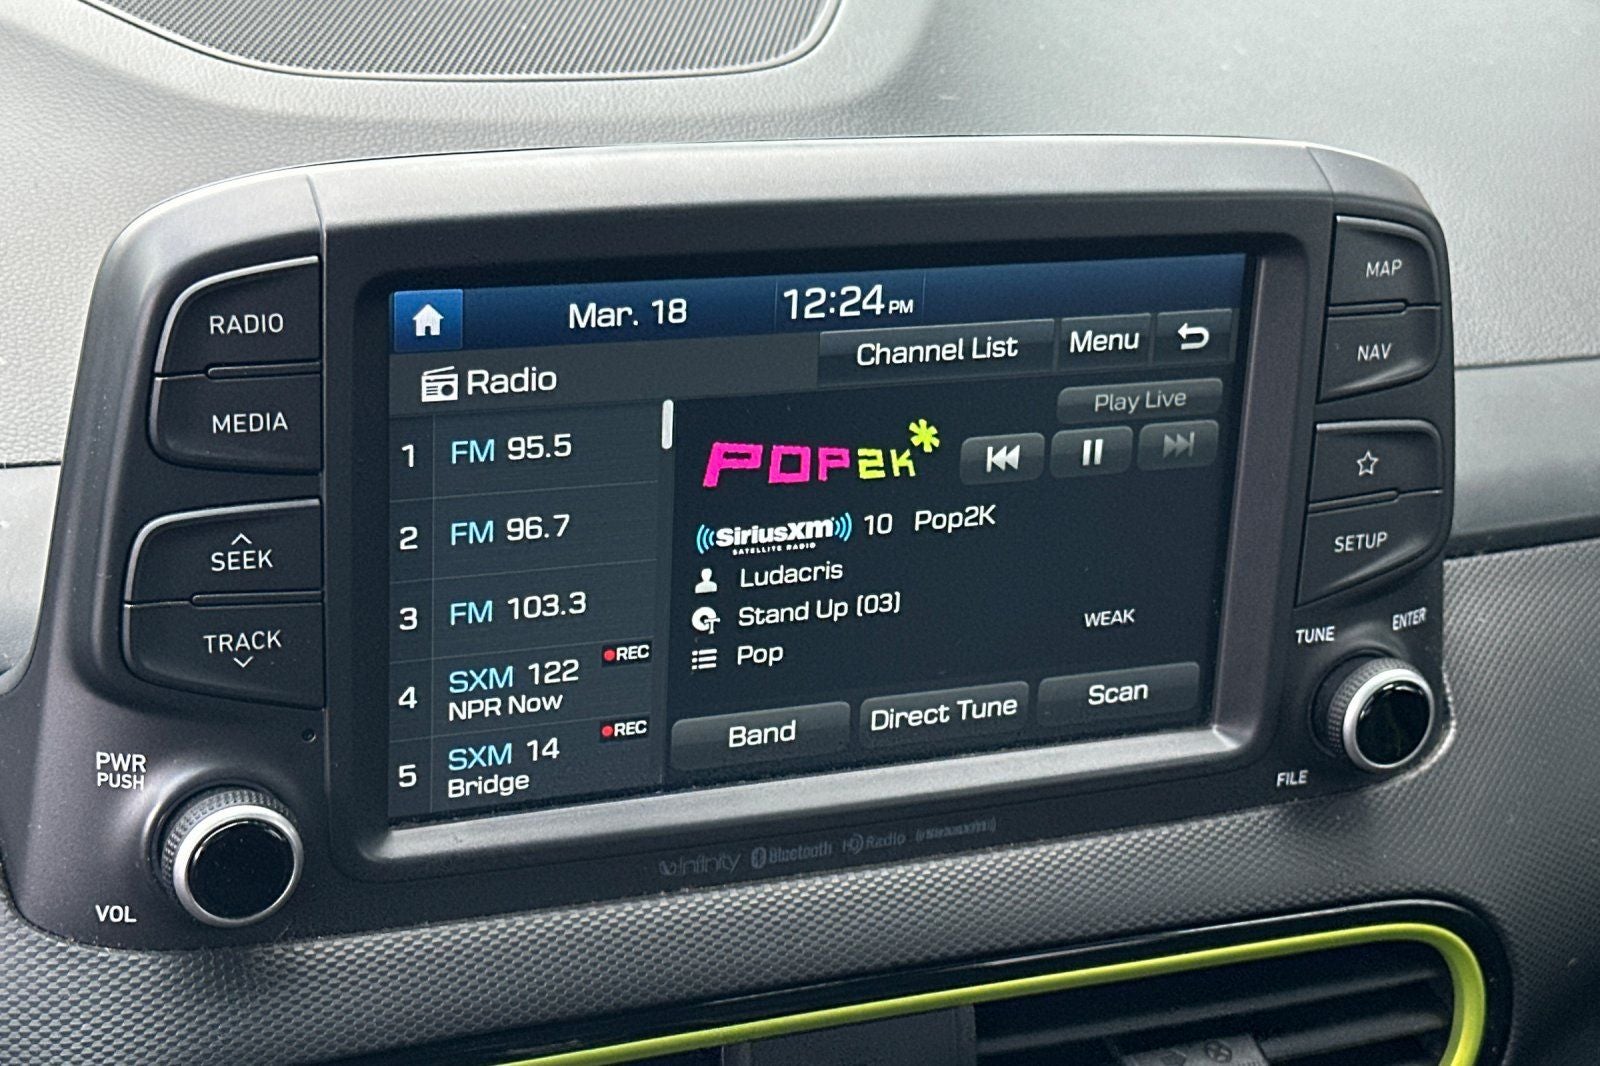 RADIO
MEDIA
SEEK
TRACK
PWR
PUSH
VOL
Mar. 18
12:24 PM
Channel List
Menu
Radio
1 FM 95.5
2 FM 96.7
3 FM 103.3
4 SXM 122 REC
NPR Now
5 SXM 14 REC
Bridge
Play Live
POP2K*
((SiriusXM)) 10 Pop2K
SATELLITE RADIO
Ludacris
Stand Up (03)
Pop
WEAK
Band
Direct Tune
Scan
MAP
NAV
SETUP
TUNE
ENTER
FILE
Infinity Bluetooth HD Radio ((SiriusXM))